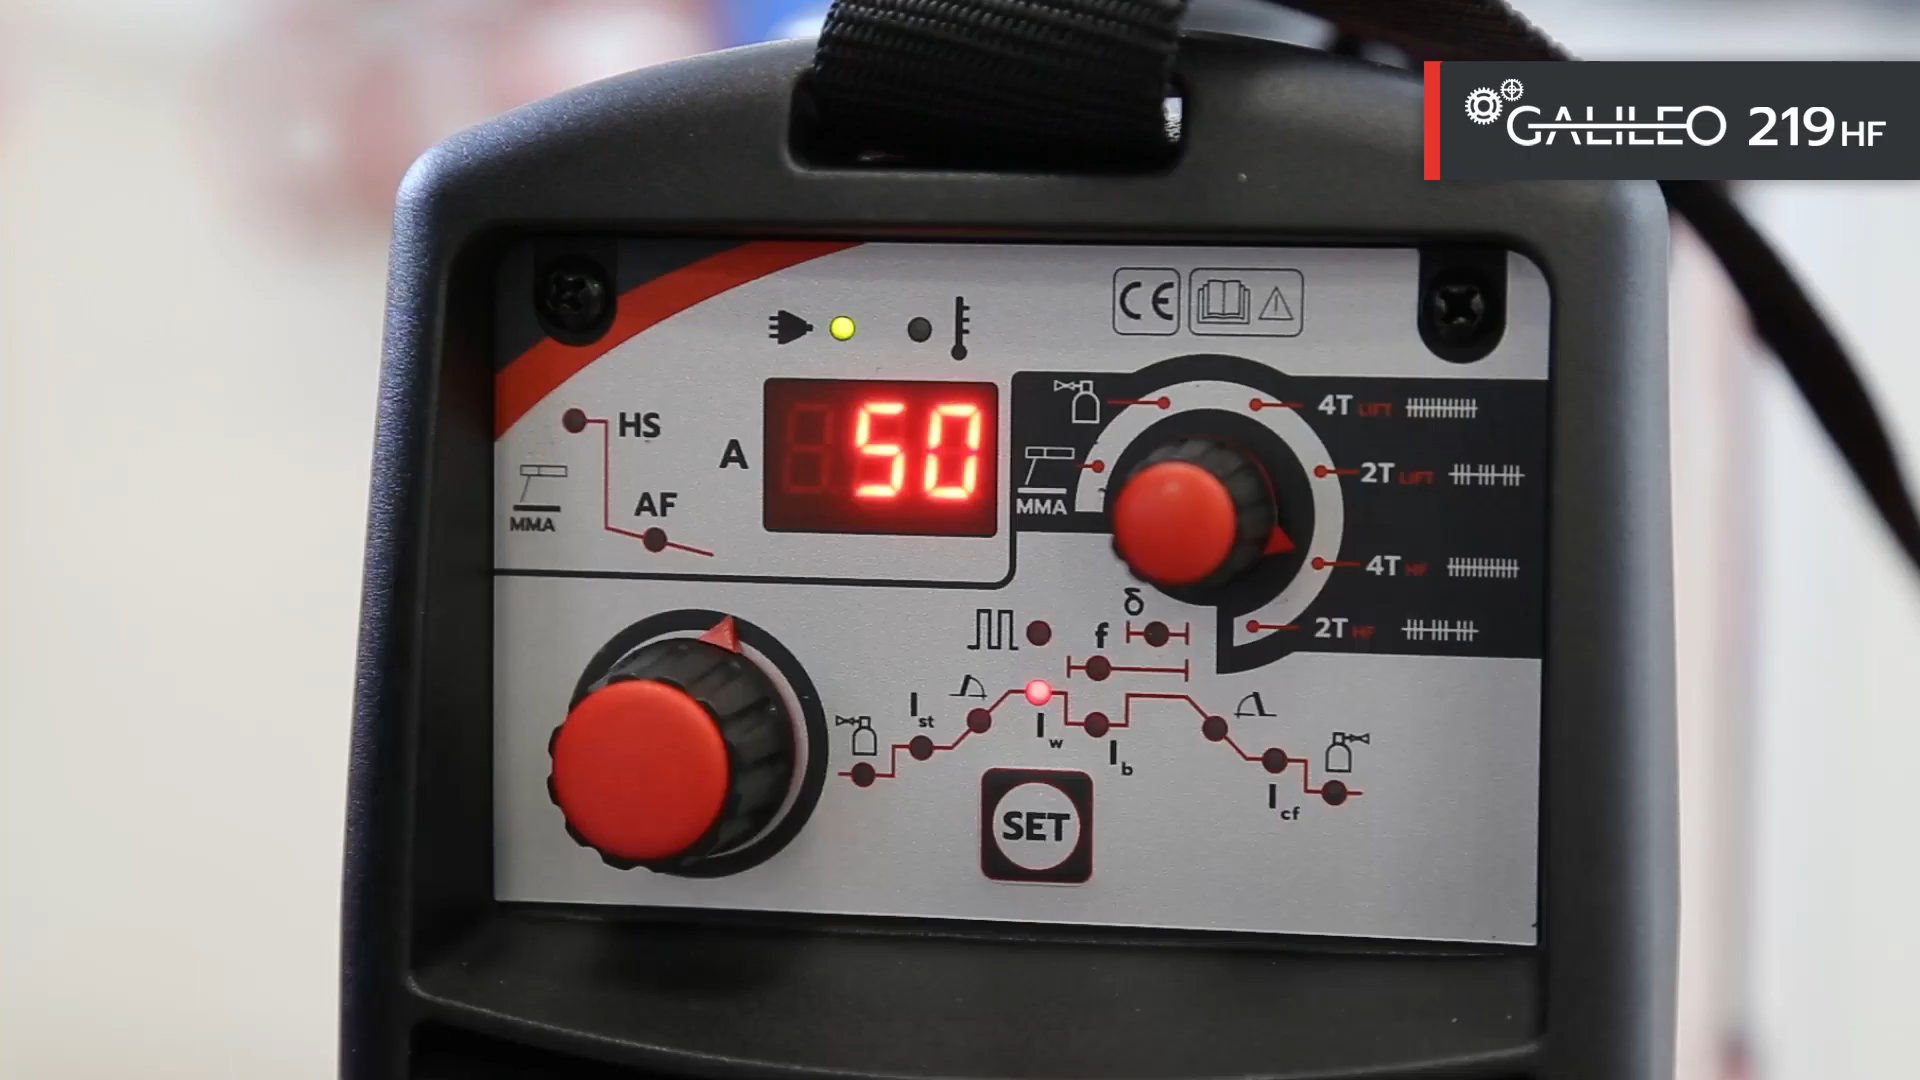 GALILEO 219 HF
CE
HS
AF
MMA
A
50
MMA
4T LIFT
2T LIFT
4T HF
2T HF
δ
f
Ist
Iw
Ib
Icf
SET